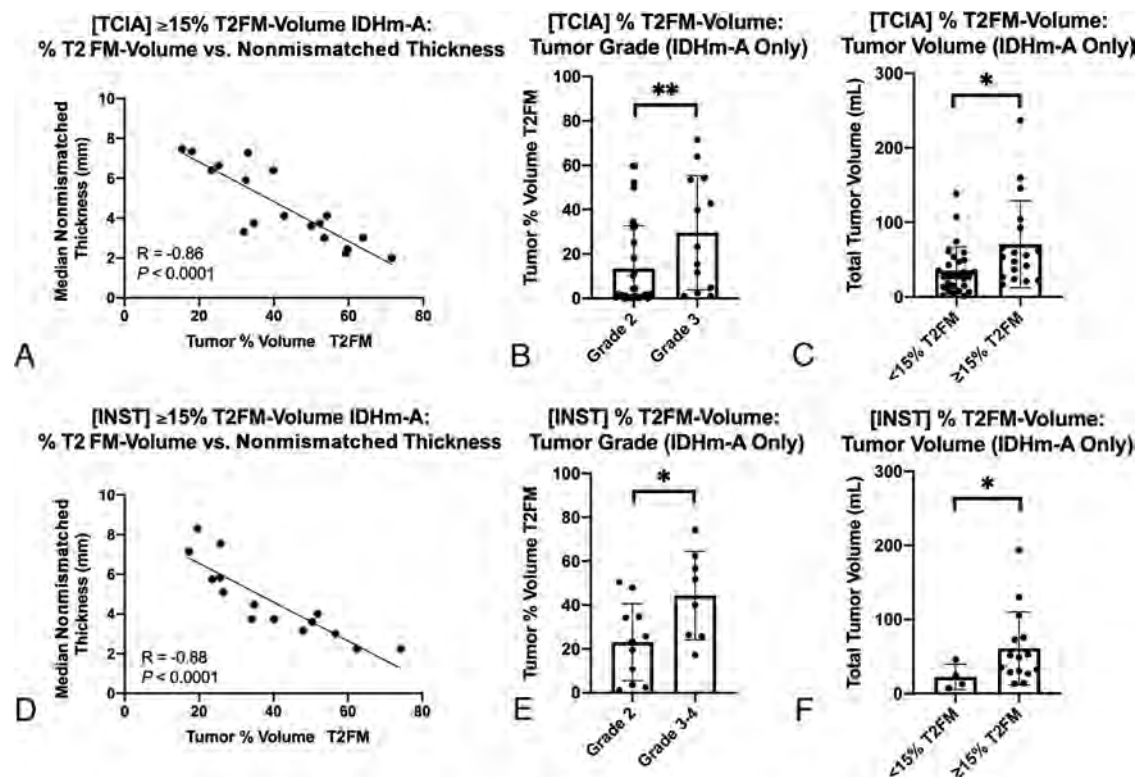 [TCIA] ≥15% T2FM-Volume IDHm-A:
% T2 FM-Volume vs. Nonmismatched Thickness
Median Nonmismatched
Thickness (mm)
10
8
6
4
2
0
R = -0.86
P < 0.0001
0
20
40
60
80
100
Tumor % Volume T2FM
A
[TCIA] % T2FM-Volume:
Tumor Grade (IDHm-A Only)
Tumor % Volume T2FM
100
80
60
40
20
0
**
Grade 2
Grade 3
B
[TCIA] % T2FM-Volume:
Tumor Volume (IDHm-A Only)
Total Tumor Volume (mL)
300
200
100
0
*
<15% T2FM
≥15% T2FM
C
[INST] ≥15% T2FM-Volume IDHm-A:
% T2 FM-Volume vs. Nonmismatched Thickness
Median Nonmismatched
Thickness (mm)
10
8
6
4
2
0
R = -0.88
P < 0.0001
0
20
40
60
80
100
Tumor % Volume T2FM
D
[INST] % T2FM-Volume:
Tumor Grade (IDHm-A Only)
Tumor % Volume T2FM
100
80
60
40
20
0
*
Grade 2
Grade 3-4
E
[INST] % T2FM-Volume:
Tumor Volume (IDHm-A Only)
Total Tumor Volume (mL)
300
200
100
0
*
<15% T2FM
≥15% T2FM
F